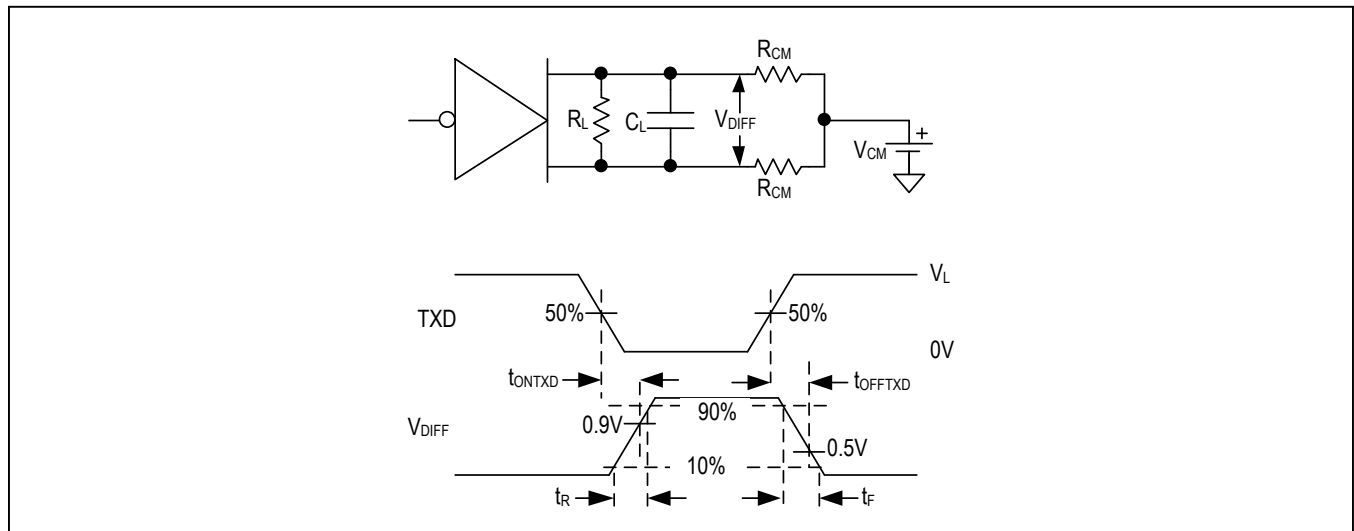 RCM
RL
CL
VDIFF
VCM
+
RCM
VL
TXD
50%
50%
0V
tONTXD
tOFFTXD
90%
VDIFF
0.9V
0.5V
10%
tR
tF